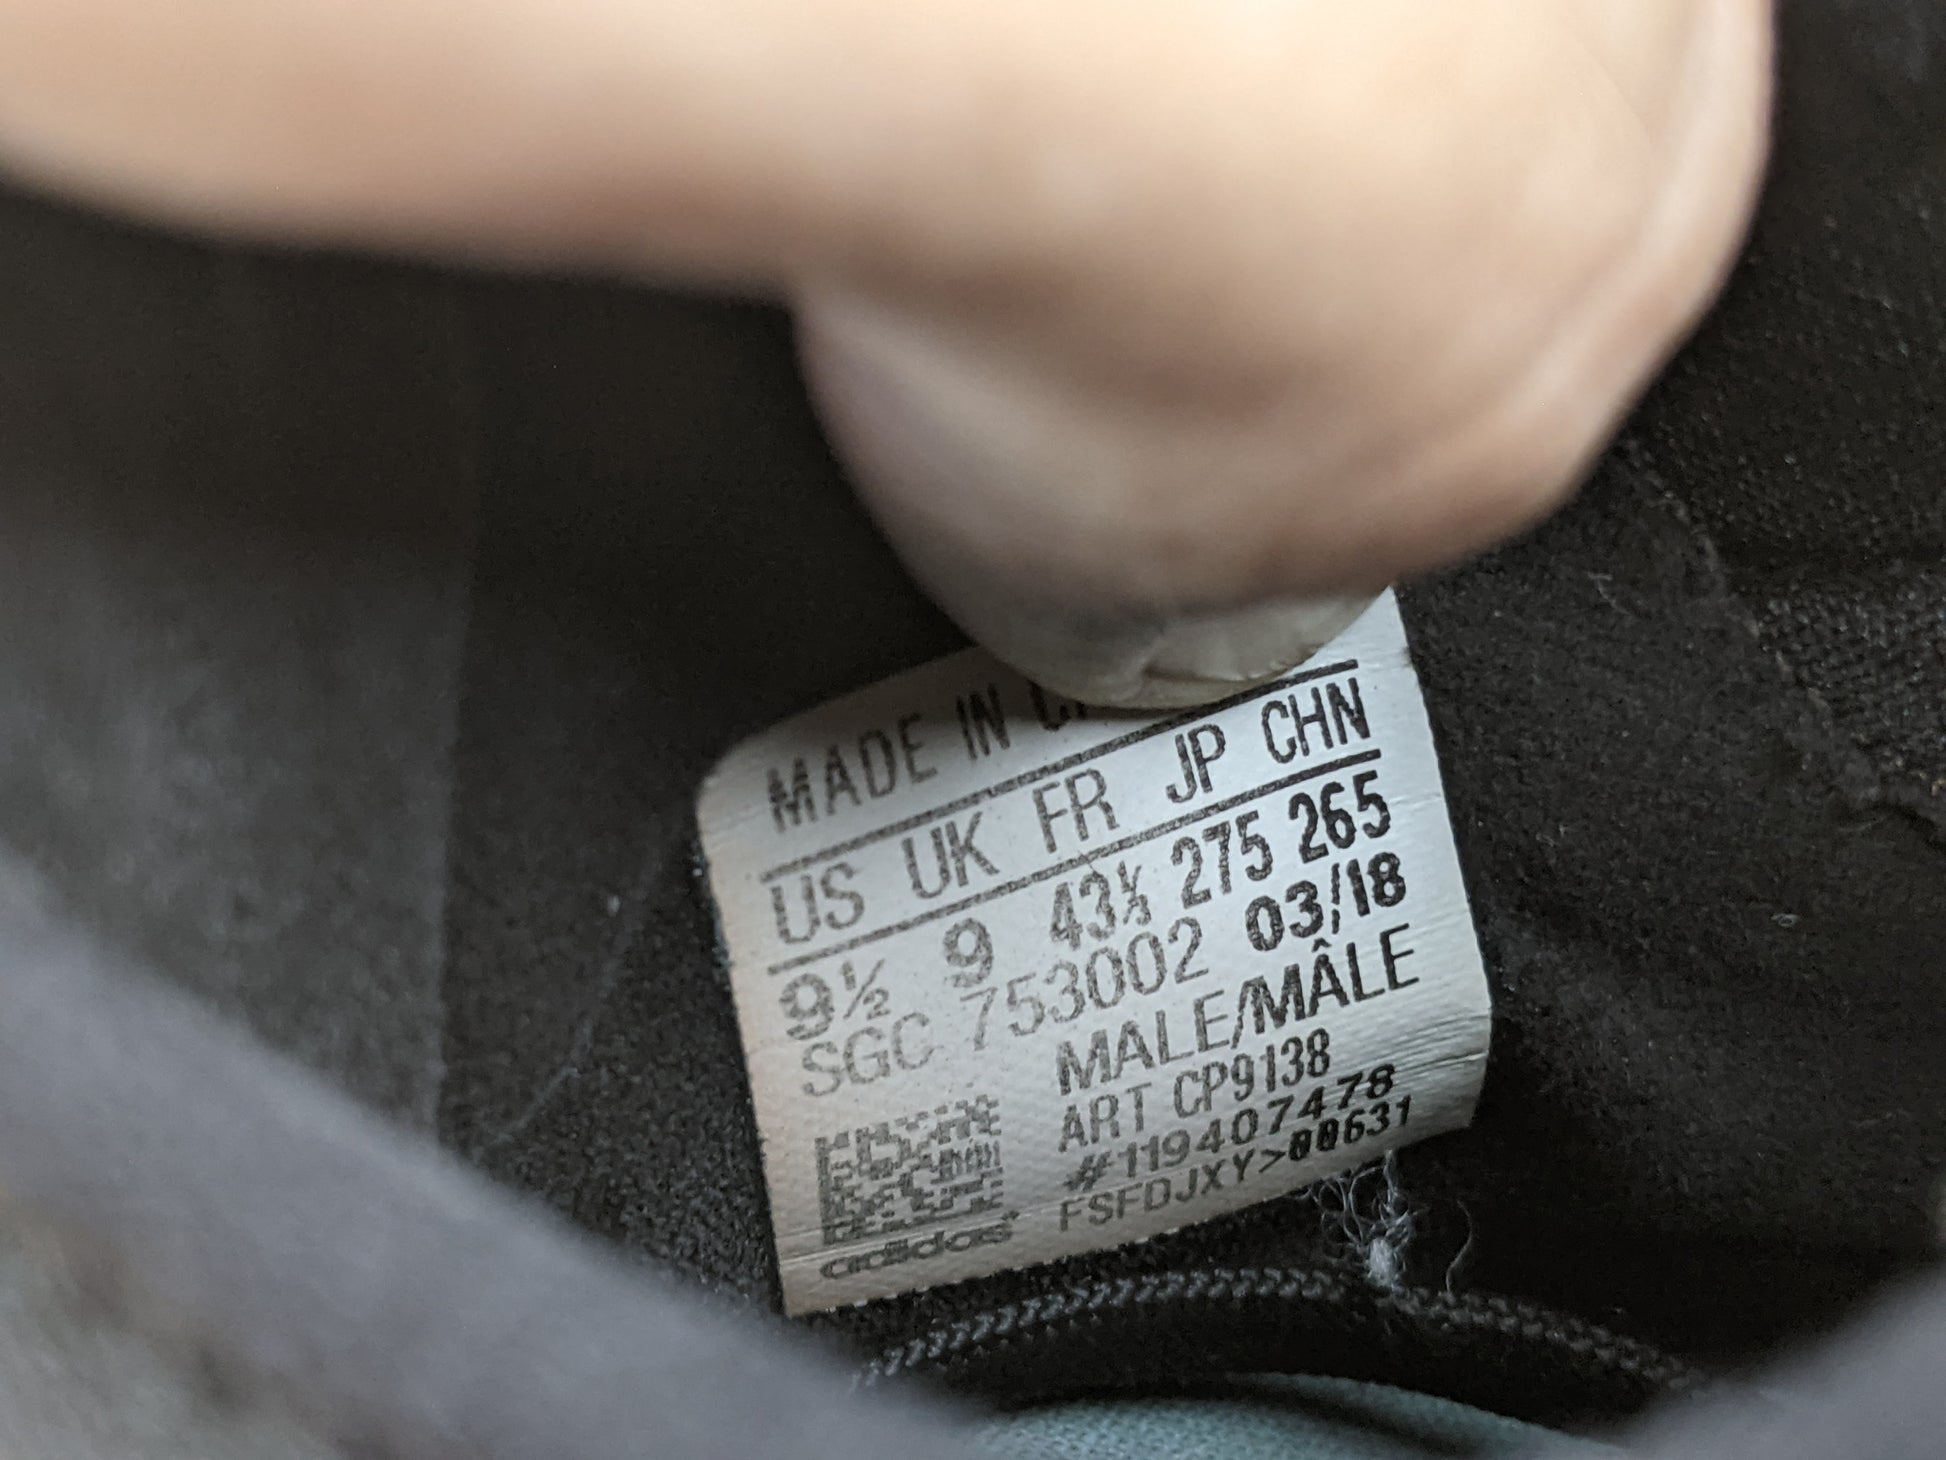 MADE IN
US UK FR JP CHN
9½ 9 43⅓ 275 265
SGC 753002 03/18
MALE/MÂLE
ART CP9138
#119407478
FSFDJXY>00631
adidas